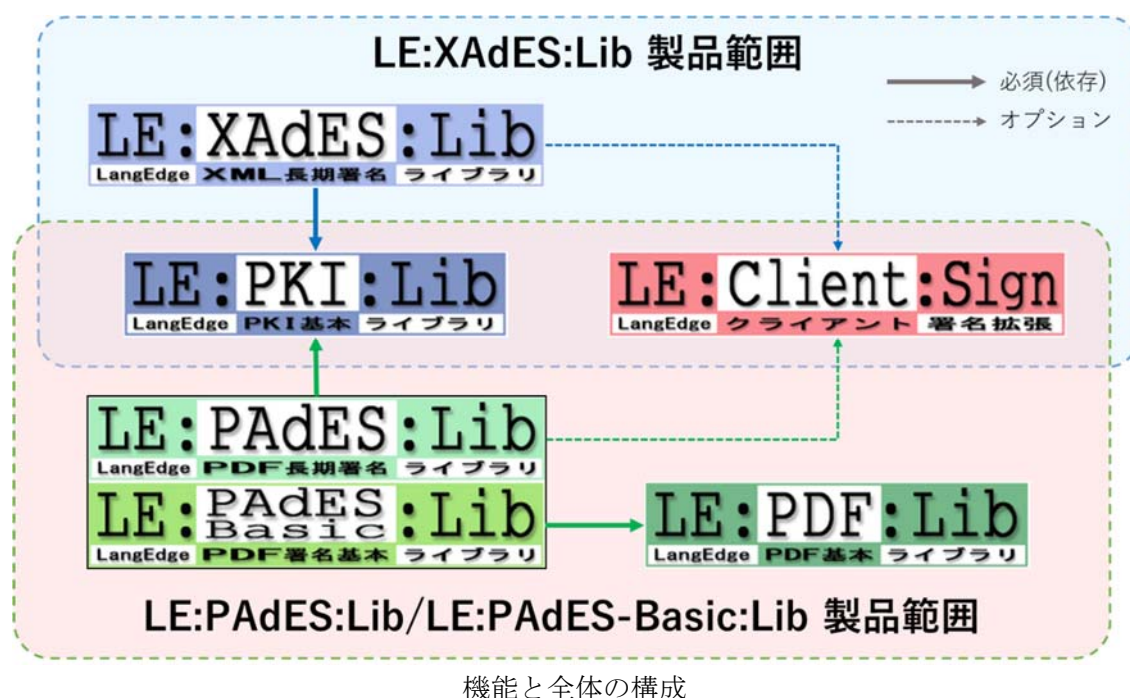 LE:XAdES:Lib 製品範囲
必須(依存)
オプション
LE:XAdES:Lib
LangEdge XML長期署名 ライブラリ
LE:PKI:Lib
LangEdge PKI基本 ライブラリ
LE:Client:Sign
LangEdge クライアント 署名拡張
LE:PAdES:Lib
LangEdge PDF長期署名 ライブラリ
LE:PAdES Basic:Lib
LangEdge PDF署名基本 ライブラリ
LE:PDF:Lib
LangEdge PDF基本 ライブラリ
LE:PAdES:Lib/LE:PAdES-Basic:Lib 製品範囲
機能と全体の構成